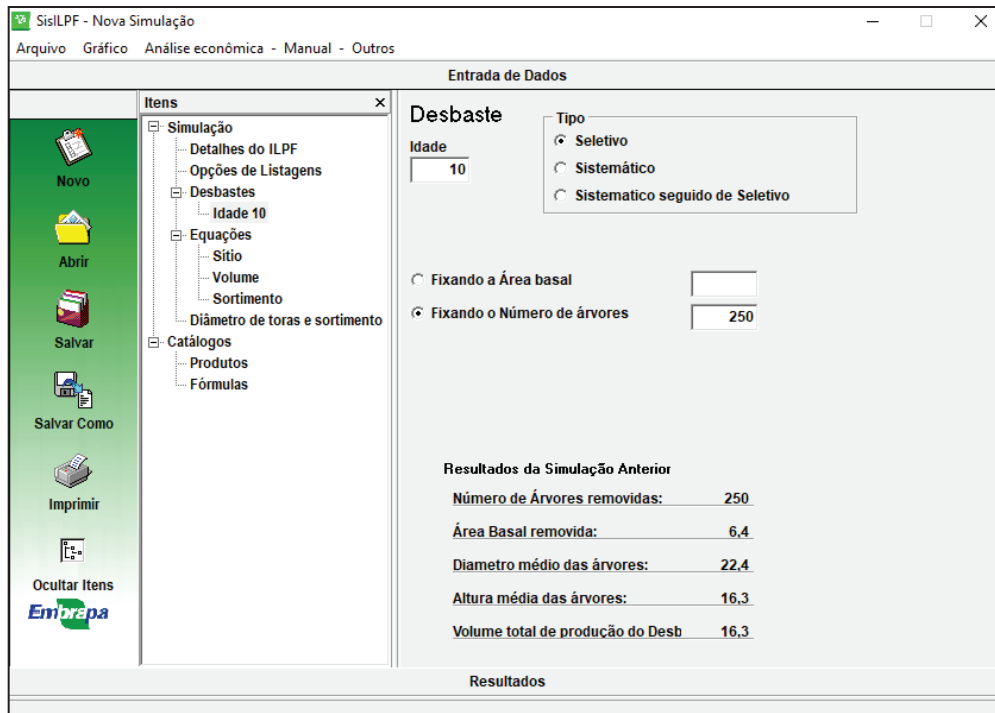 SisILPF - Nova Simulação
Arquivo Gráfico Análise econômica - Manual - Outros
Entrada de Dados
Novo
Abrir
Salvar
Salvar Como
Imprimir
Ocultar Itens
Embrapa
Itens
Simulação
Detalhes do ILPF
Opções de Listagens
Desbastes
Idade 10
Equações
Sítio
Volume
Sortimento
Diâmetro de toras e sortimento
Catálogos
Produtos
Fórmulas
Desbaste
Idade
10
Tipo
Seletivo
Sistemático
Sistematico seguido de Seletivo
Fixando a Área basal
Fixando o Número de árvores 250
Resultados da Simulação Anterior
Número de Árvores removidas: 250
Área Basal removida: 6,4
Diametro médio das árvores: 22,4
Altura média das árvores: 16,3
Volume total de produção do Desb 16,3
Resultados